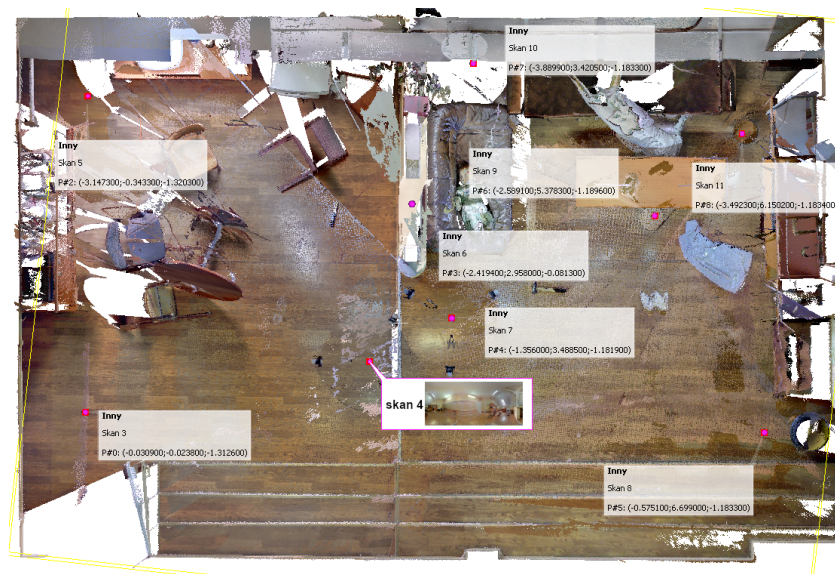 Inny
Skan 10
P#7: (-3.889900;3.420500;-1.183300)
Inny
Skan 5
P#2: (-3.147300;-0.343300;-1.320300)
Inny
Skan 9
P#6: (-2.589100;5.378300;-1.189600)
Inny
Skan 11
P#8: (-3.492300;6.150200;-1.183400
Inny
Skan 6
P#3: (-2.419400;2.958000;-0.081300)
Inny
Skan 7
P#4: (-1.356000;3.488500;-1.181900)
skan 4
Inny
Skan 3
P#0: (-0.030900;-0.023800;-1.312600)
Inny
Skan 8
P#5: (-0.575100;6.699000;-1.183300)